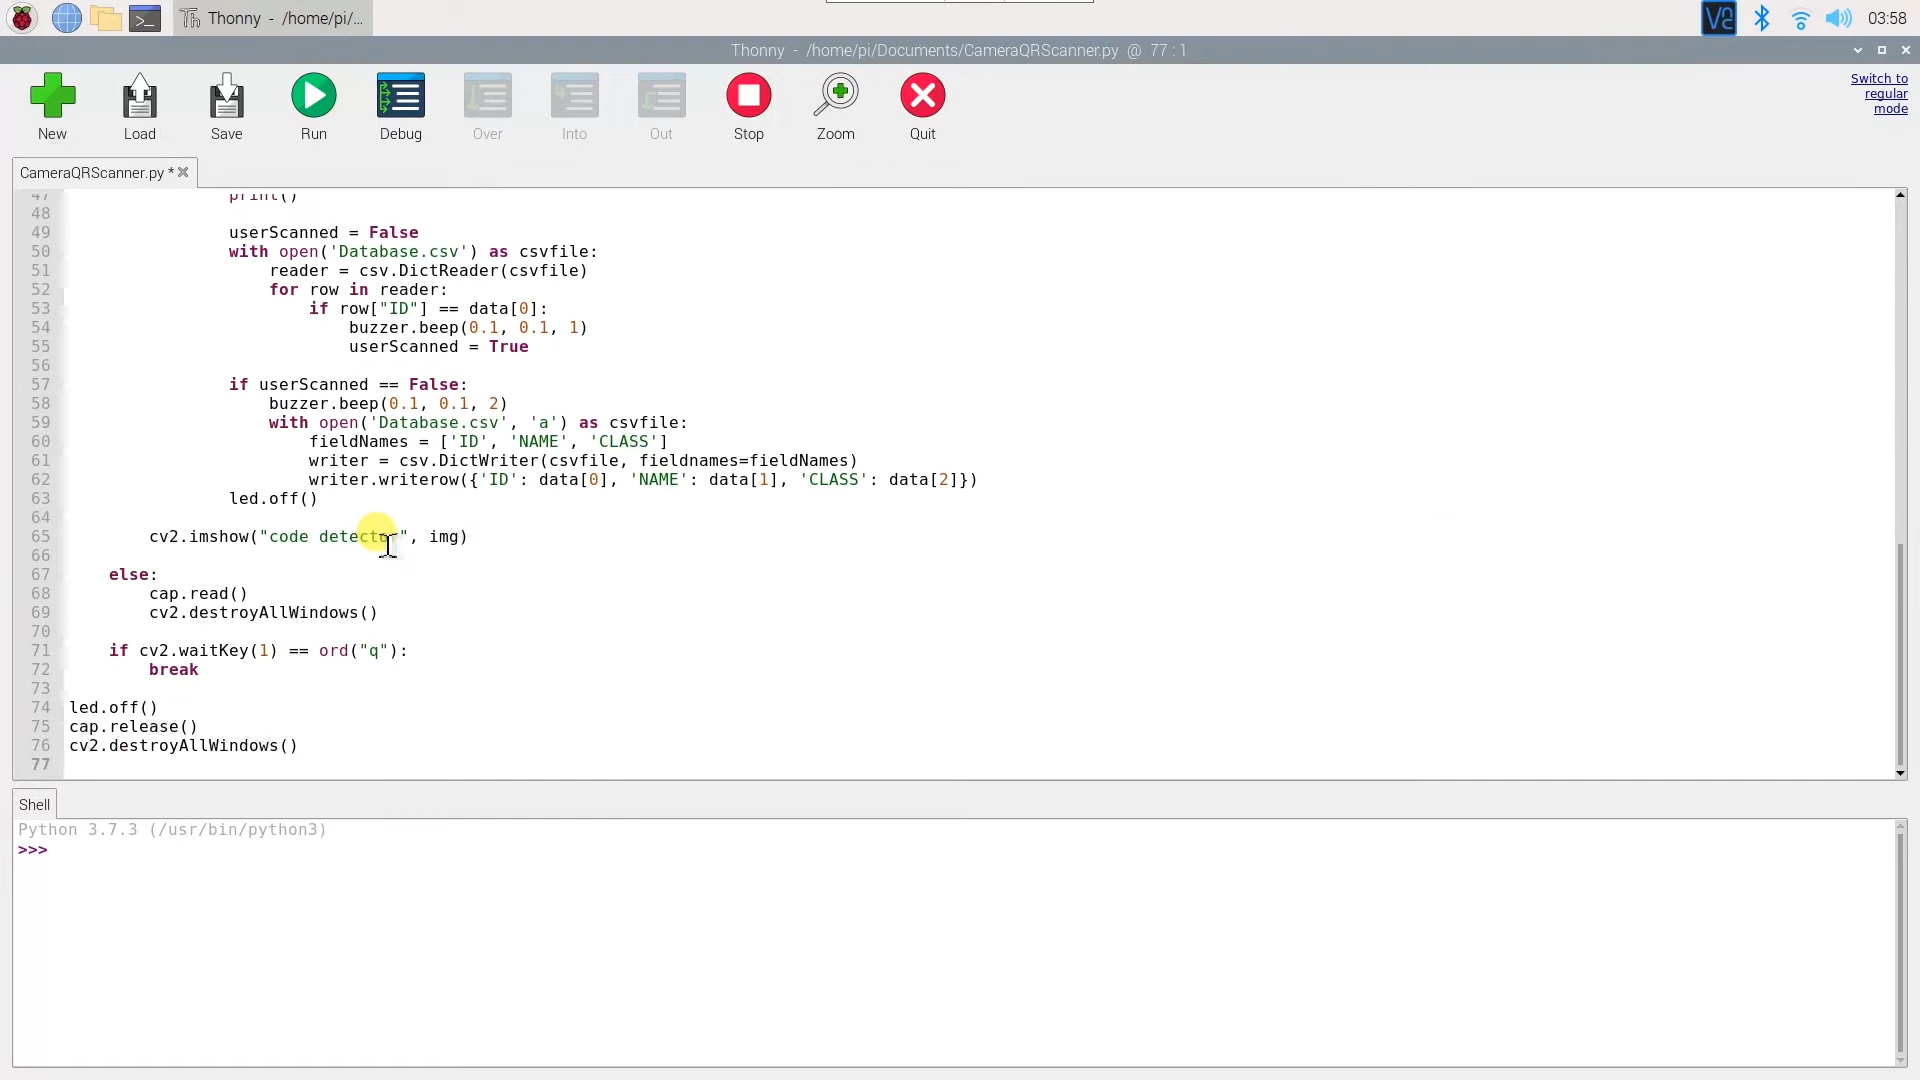 Thonny - /home/pi/...
03:58
Thonny - /home/pi/Documents/CameraQRScanner.py @ 77 : 1
New
Load
Save
Run
Debug
Over
Into
Out
Stop
Zoom
Quit
Switch to
regular
mode
CameraQRScanner.py *
47 print()
48
49 userScanned = False
50 with open('Database.csv') as csvfile:
51 reader = csv.DictReader(csvfile)
52 for row in reader:
53 if row["ID"] == data[0]:
54 buzzer.beep(0.1, 0.1, 1)
55 userScanned = True
56
57 if userScanned == False:
58 buzzer.beep(0.1, 0.1, 2)
59 with open('Database.csv', 'a') as csvfile:
60 fieldNames = ['ID', 'NAME', 'CLASS']
61 writer = csv.DictWriter(csvfile, fieldnames=fieldNames)
62 writer.writerow({'ID': data[0], 'NAME': data[1], 'CLASS': data[2]})
63 led.off()
64
65 cv2.imshow("code detector", img)
66
67 else:
68 cap.read()
69 cv2.destroyAllWindows()
70
71 if cv2.waitKey(1) == ord("q"):
72 break
73
74 led.off()
75 cap.release()
76 cv2.destroyAllWindows()
77
Shell
Python 3.7.3 (/usr/bin/python3)
>>>